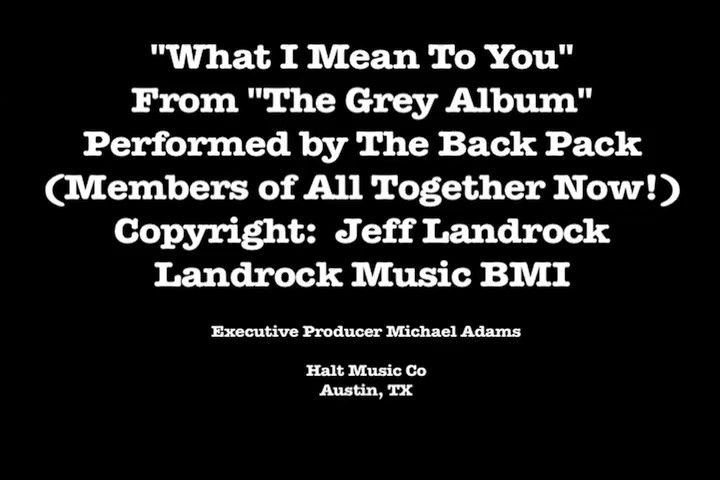 "What I Mean To You"
From "The Grey Album"
Performed by The Back Pack
(Members of All Together Now!)
Copyright:  Jeff Landrock
Landrock Music BMI
Executive Producer Michael Adams
Halt Music Co
Austin, TX